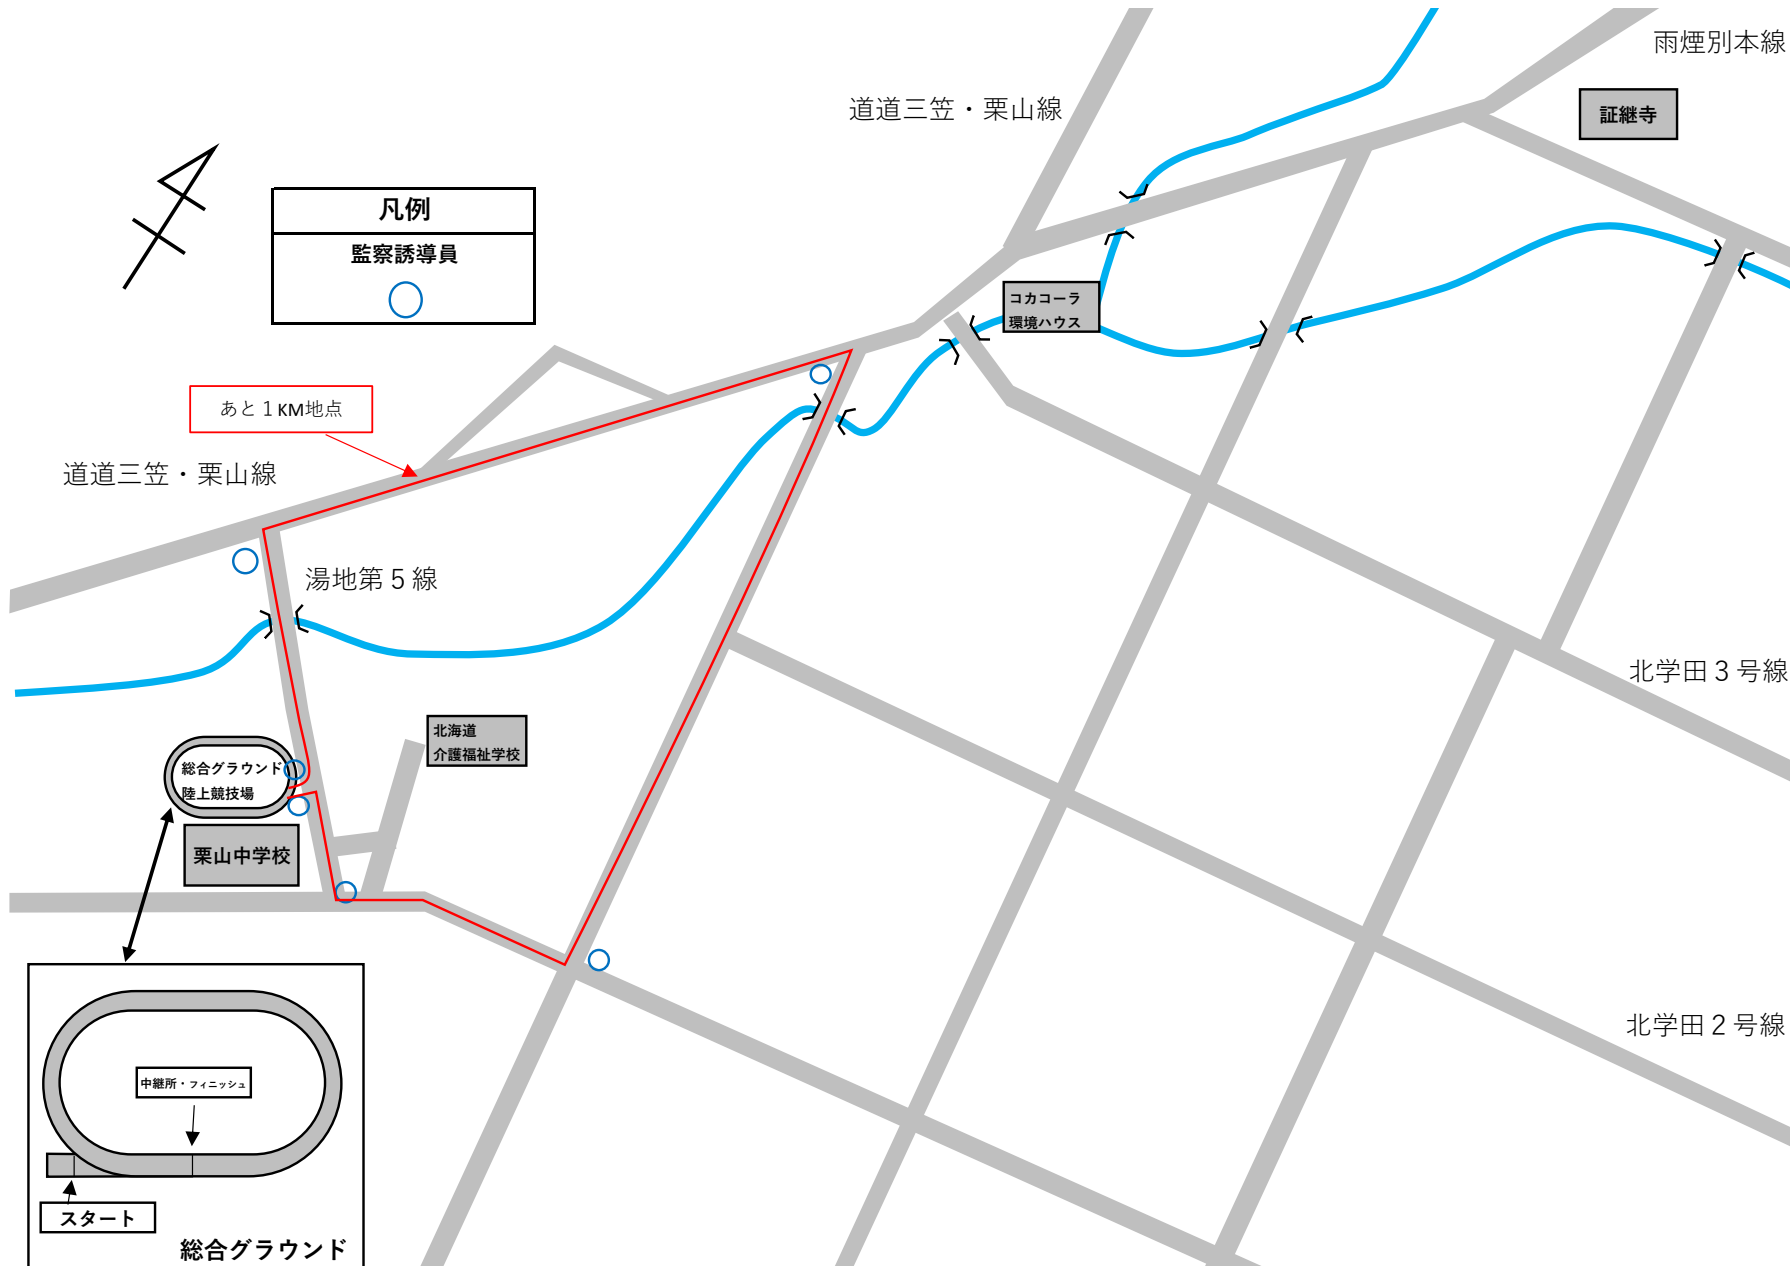 雨煙別本線
道道三笠・栗山線
証継寺
凡例
監察誘導員
コカコーラ
環境ハウス
あと１KM地点
道道三笠・栗山線
湯地第５線
北学田３号線
北海道
介護福祉学校
総合グラウンド
陸上競技場
栗山中学校
北学田２号線
中継所・フィニッシュ
スタート
総合グラウンド